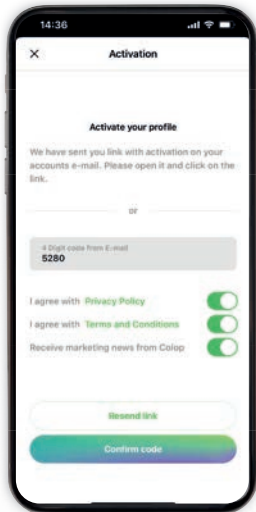 14:36
Activation
Activate your profile
We have sent you link with activation on your
accounts e-mail. Please open it and click on the
link.
or
4 Digit code from E-mail
5280
I agree with Privacy Policy
I agree with Terms and Conditions
Receive marketing news from Colop
Resend link
Confirm code